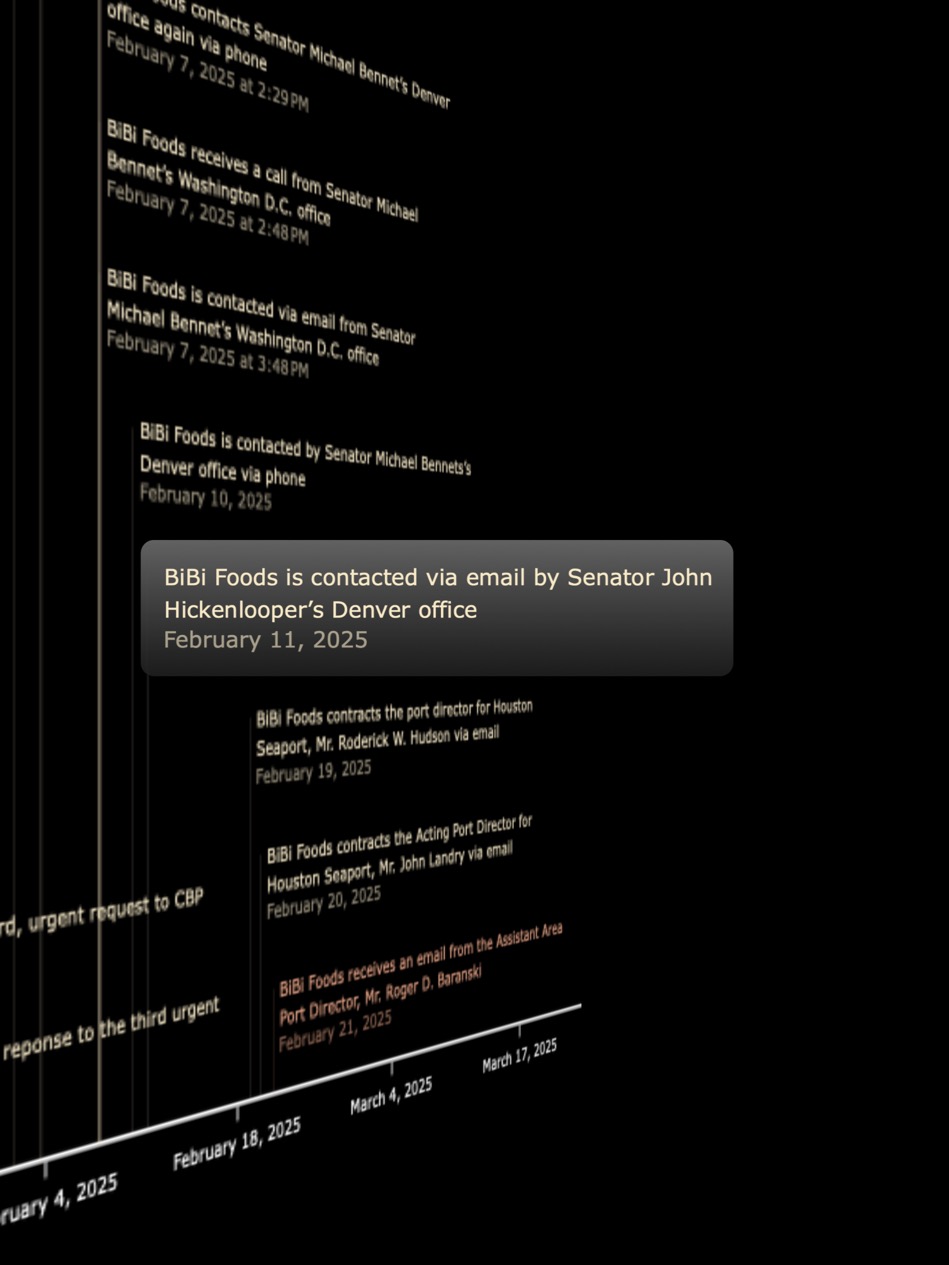 contacts Senator Michael Bennet's Denver
office again via phone
February 7, 2025 at 2:29 PM
BiBi Foods receives a call from Senator Michael
Bennet's Washington D.C. office
February 7, 2025 at 2:48 PM
BiBi Foods is contacted via email from Senator
Michael Bennet's Washington D.C. office
February 7, 2025 at 3:48 PM
BiBi Foods is contacted by Senator Michael Bennets's
Denver office via phone
February 10, 2025
BiBi Foods is contacted via email by Senator John
Hickenlooper's Denver office
February 11, 2025
BiBi Foods contracts the port director for Houston
Seaport, Mr. Roderick W. Hudson via email
February 19, 2025
BiBi Foods contracts the Acting Port Director for
Houston Seaport, Mr. John Landry via email
February 20, 2025
rd, urgent request to CBP
BiBi Foods receives an email from the Assistant Area
Port Director, Mr. Roger D. Baranski
February 21, 2025
reponse to the third urgent
ruary 4, 2025
February 18, 2025
March 4, 2025
March 17, 2025